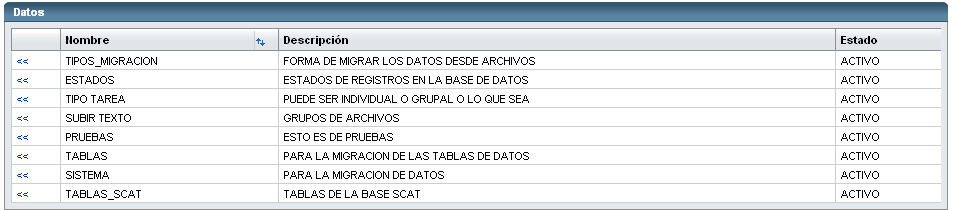 Datos
Nombre Descripción Estado
<< TIPOS_MIGRACION FORMA DE MIGRAR LOS DATOS DESDE ARCHIVOS ACTIVO
<< ESTADOS ESTADOS DE REGISTROS EN LA BASE DE DATOS ACTIVO
<< TIPO TAREA PUEDE SER INDIVIDUAL O GRUPAL O LO QUE SEA ACTIVO
<< SUBIR TEXTO GRUPOS DE ARCHIVOS ACTIVO
<< PRUEBAS ESTO ES DE PRUEBAS ACTIVO
<< TABLAS PARA LA MIGRACION DE LAS TABLAS DE DATOS ACTIVO
<< SISTEMA PARA LA MIGRACION DE DATOS ACTIVO
<< TABLAS_SCAT TABLAS DE LA BASE SCAT ACTIVO